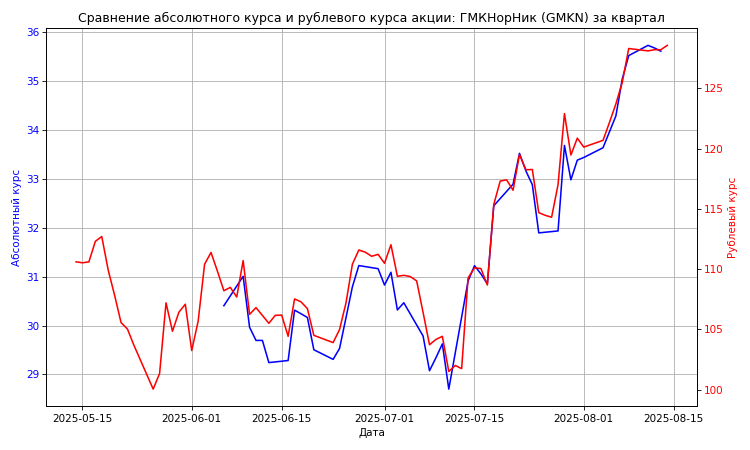 Сравнение абсолютного курса и рублевого курса акции: ГМКНорНик (GMKN) за квартал
36
35
34
33
32
31
30
29
Абсолютный курс
125
120
115
110
105
100
Рублевый курс
2025-05-15 2025-06-01 2025-06-15 2025-07-01 2025-07-15 2025-08-01 2025-08-15
Дата